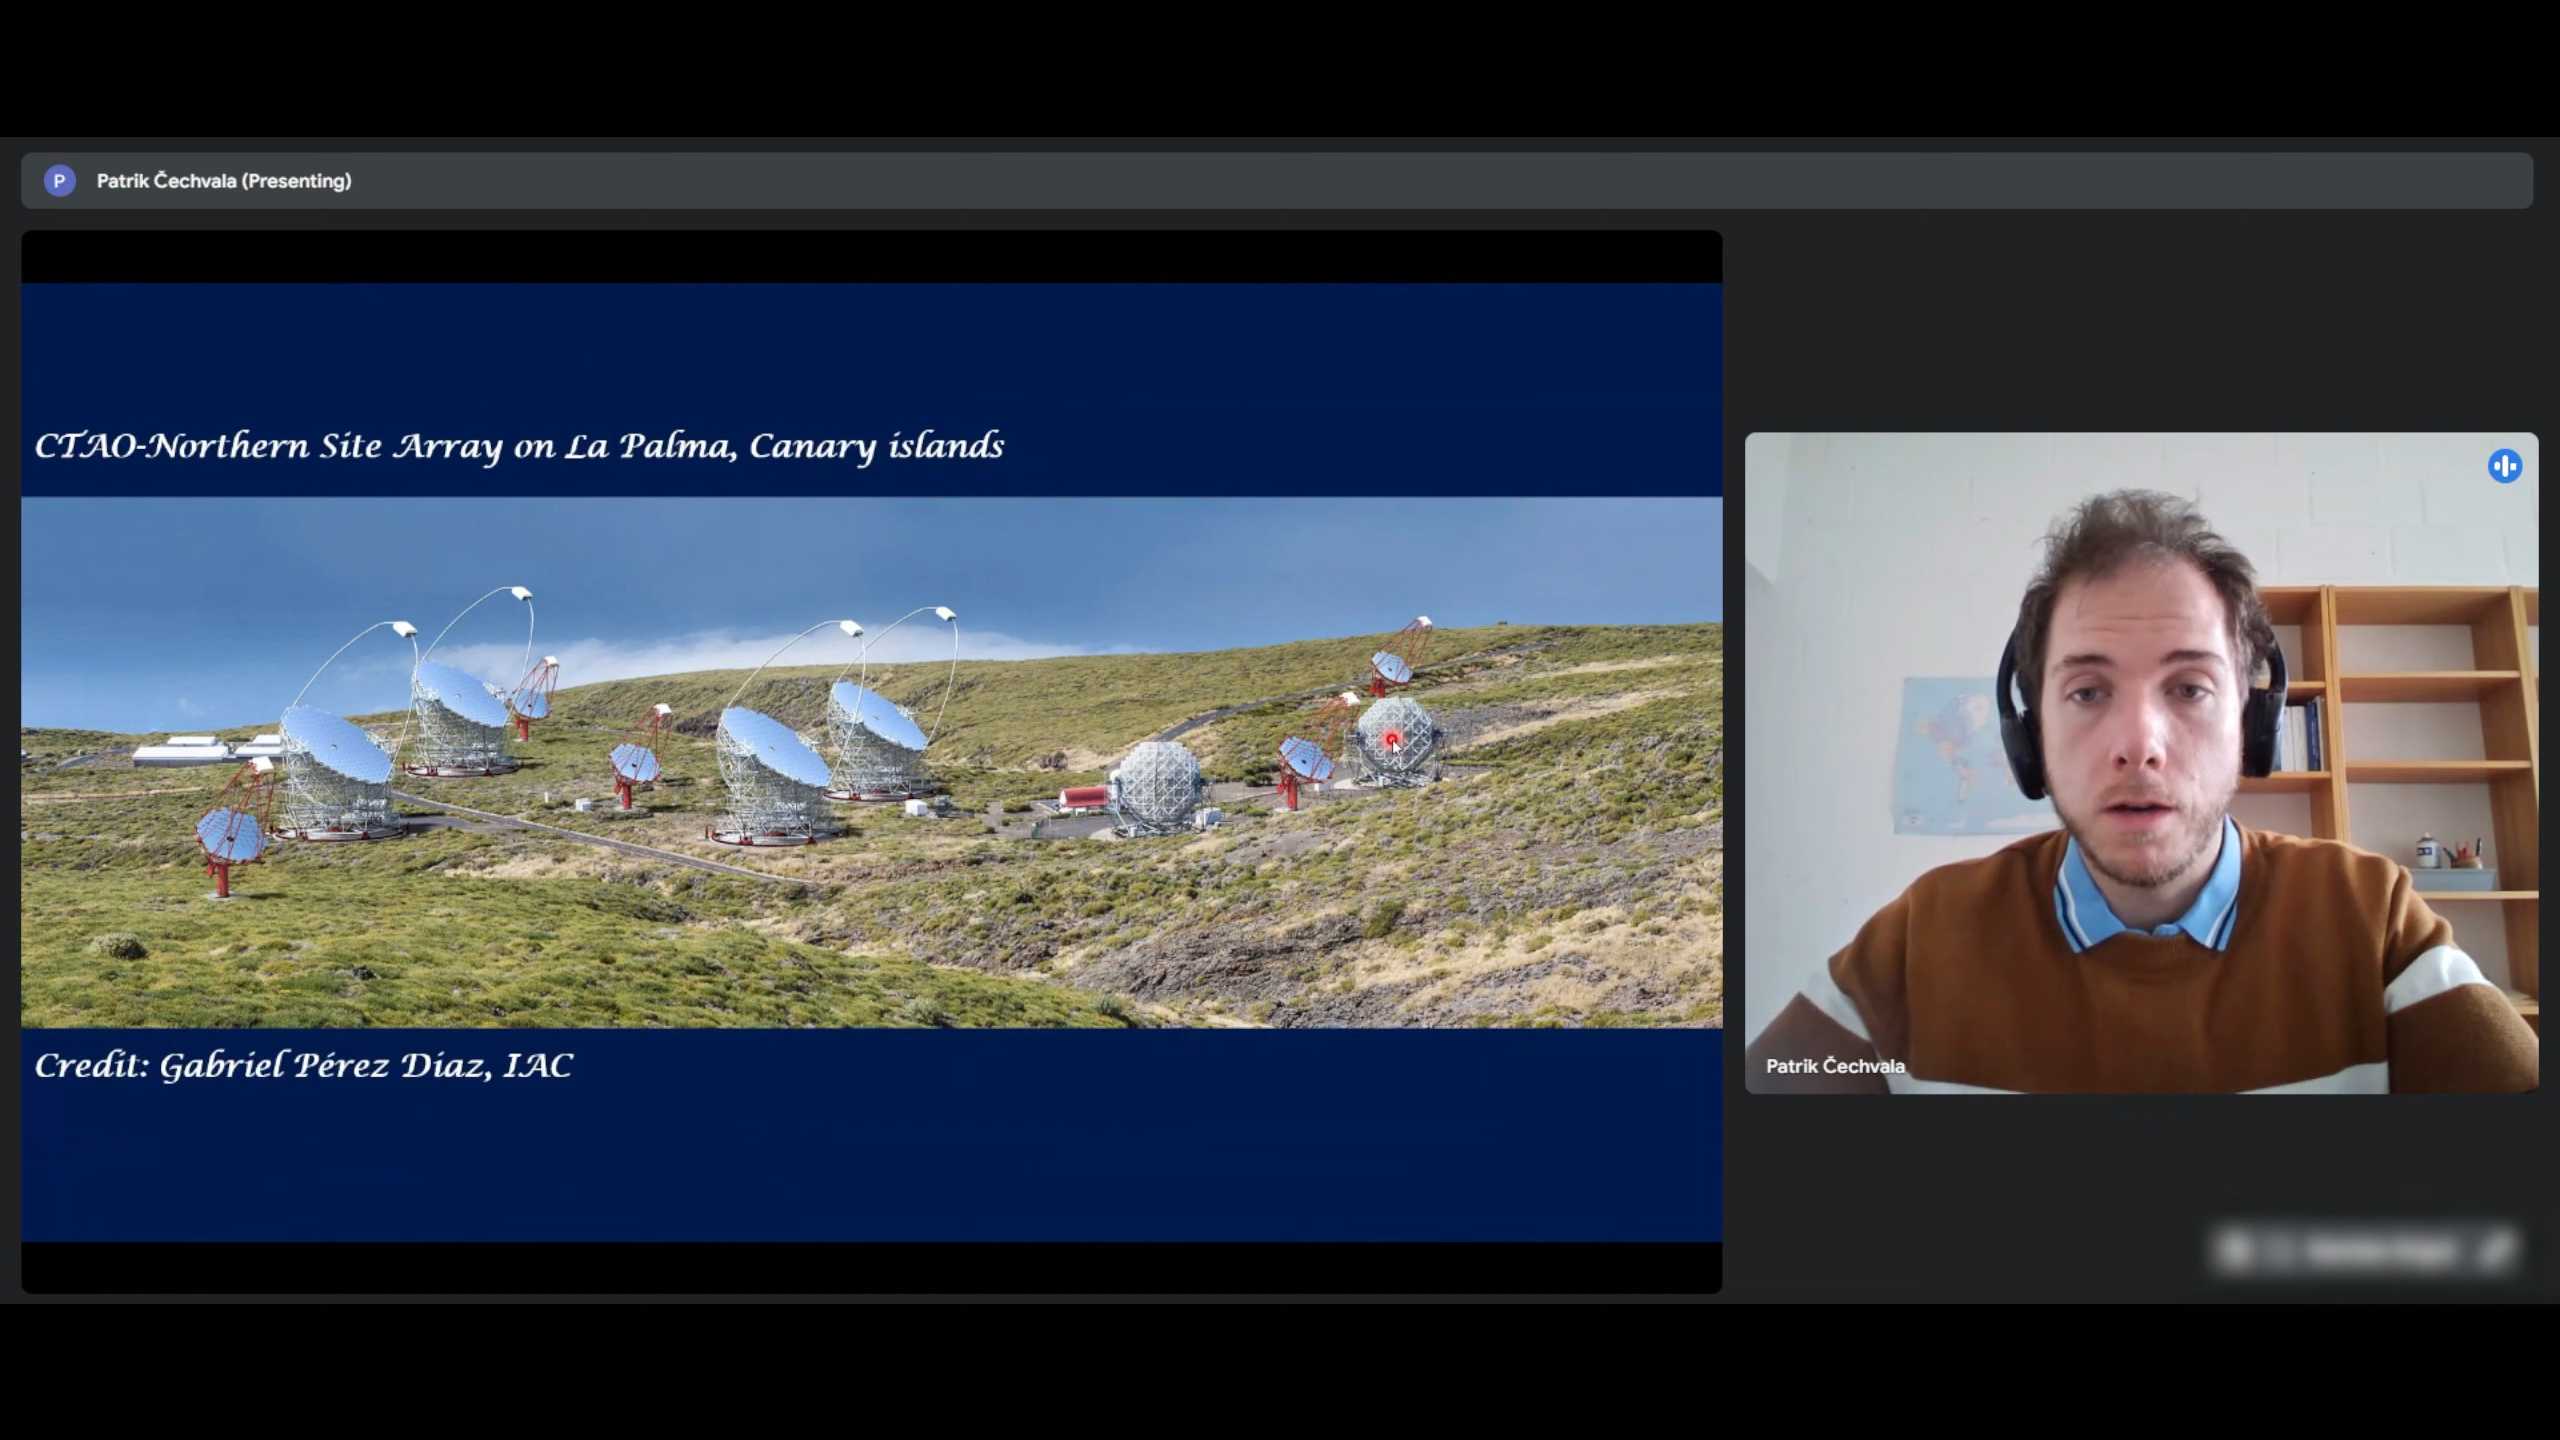 P
Patrik Čechvala (Presenting)
CTAO-Northern Site Array on La Palma, Canary islands
Credit: Gabriel Pérez Diaz, IAC
Patrik Čechvala